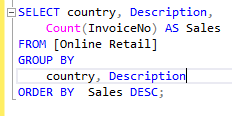 SELECT country, Description,
Count(InvoiceNo) AS Sales
FROM [Online Retail]
GROUP BY
country, Description
ORDER BY  Sales DESC;